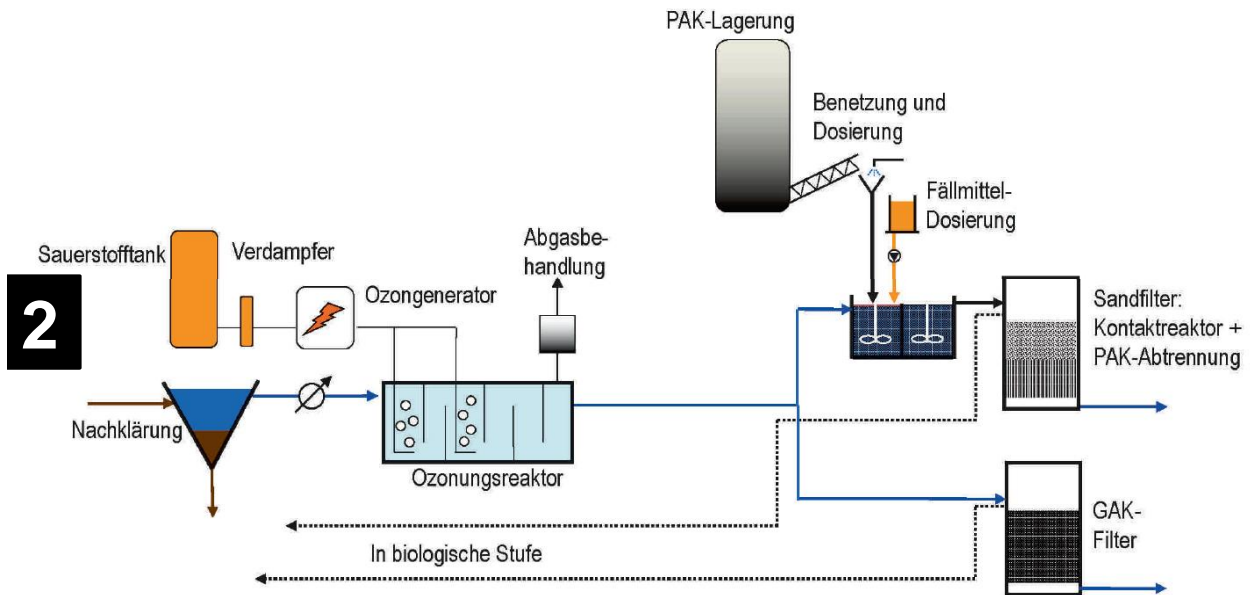 PAK-Lagerung
Benetzung und
Dosierung
Fällmittel-
Dosierung
Sauerstofftank
Verdampfer
Abgasbe-
handlung
Ozongenerator
2
Sandfilter:
Kontaktreaktor +
PAK-Abtrennung
Nachklärung
Ozonungsreaktor
GAK-
Filter
In biologische Stufe